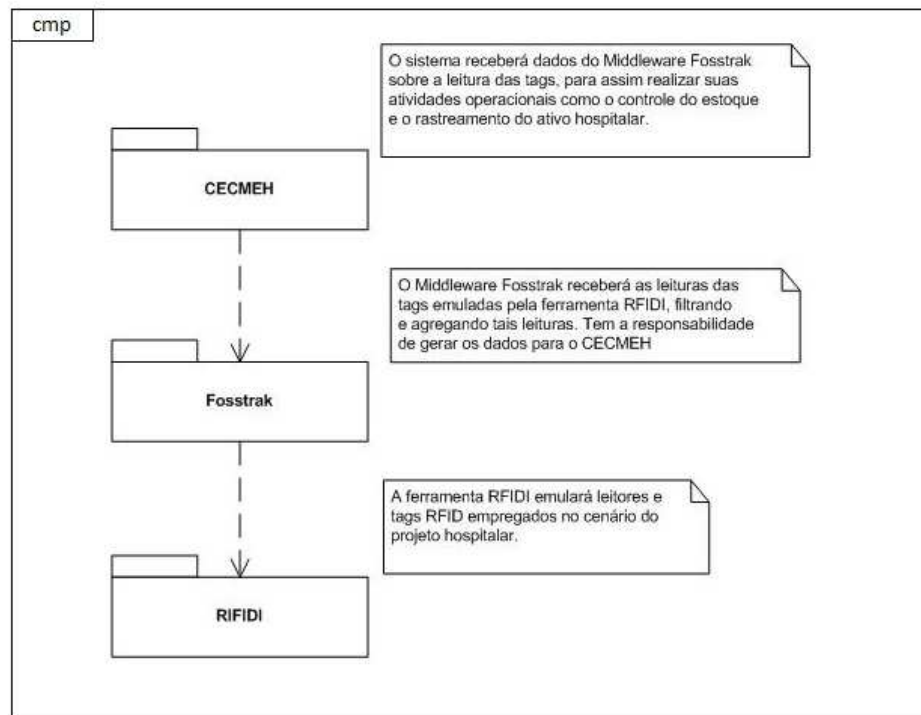 cmp
O sistema receberá dados do Middleware Fosstrak
sobre a leitura das tags, para assim realizar suas
atividades operacionais como o controle do estoque
e o rastreamento do ativo hospitalar.
CECMEH
O Middleware Fosstrak receberá as leituras das
tags emuladas pela ferramenta RFIDI, filtrando
e agregando tais leituras. Tem a responsabilidade
de gerar os dados para o CECMEH
Fosstrak
A ferramenta RFIDI emulará leitores e
tags RFID empregados no cenário do
projeto hospitalar.
RIFIDI